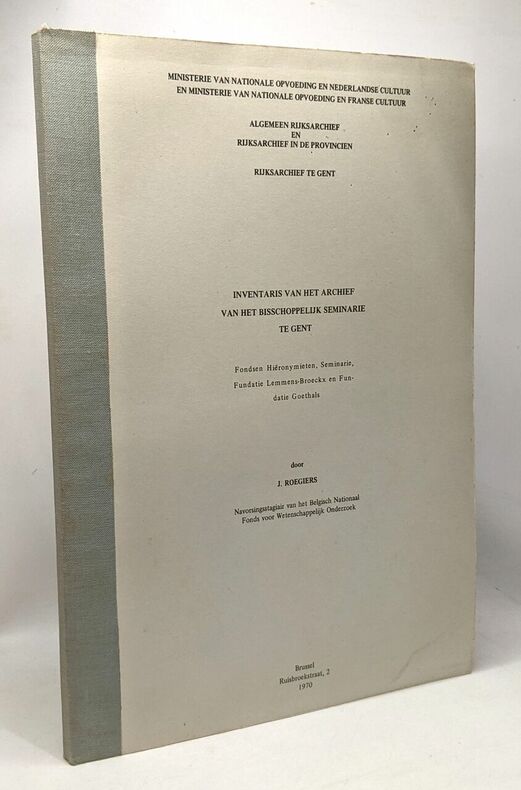 MINISTERIE VAN NATIONALE OPVOEDING EN NEDERLANDSE CULTUUR
EN MINISTERIE VAN NATIONALE OPVOEDING EN FRANSE CULTUUR
ALGEMEEN RIJKSARCHIEF
EN
RIJKSARCHIEF IN DE PROVINCIEN
RIJKSARCHIEF TE GENT
INVENTARIS VAN HET ARCHIEF
VAN HET BISSCHOPPELIJK SEMINARIE
TE GENT
Fondsen Hiëronymieten, Seminarie,
Fundatie Lemmens-Broeckx en Fun-
datie Goethals
door
J. ROEGIERS
Navorsingsstagiair van het Belgisch Nationaal
Fonds voor Wetenschappelijk Onderzoek
Brussel
Ruisbroekstraat, 2
1970